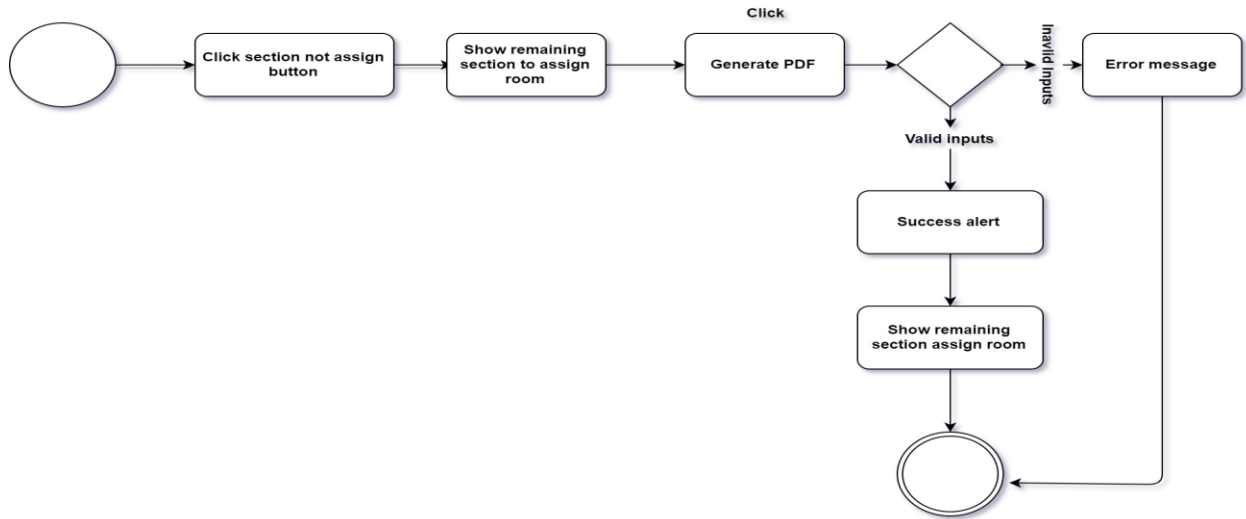 Click
Click section not assign
button
Show remaining
section to assign
room
Generate PDF
Inavlid Inputs
Error message
Valid inputs
Success alert
Show remaining
section assign room